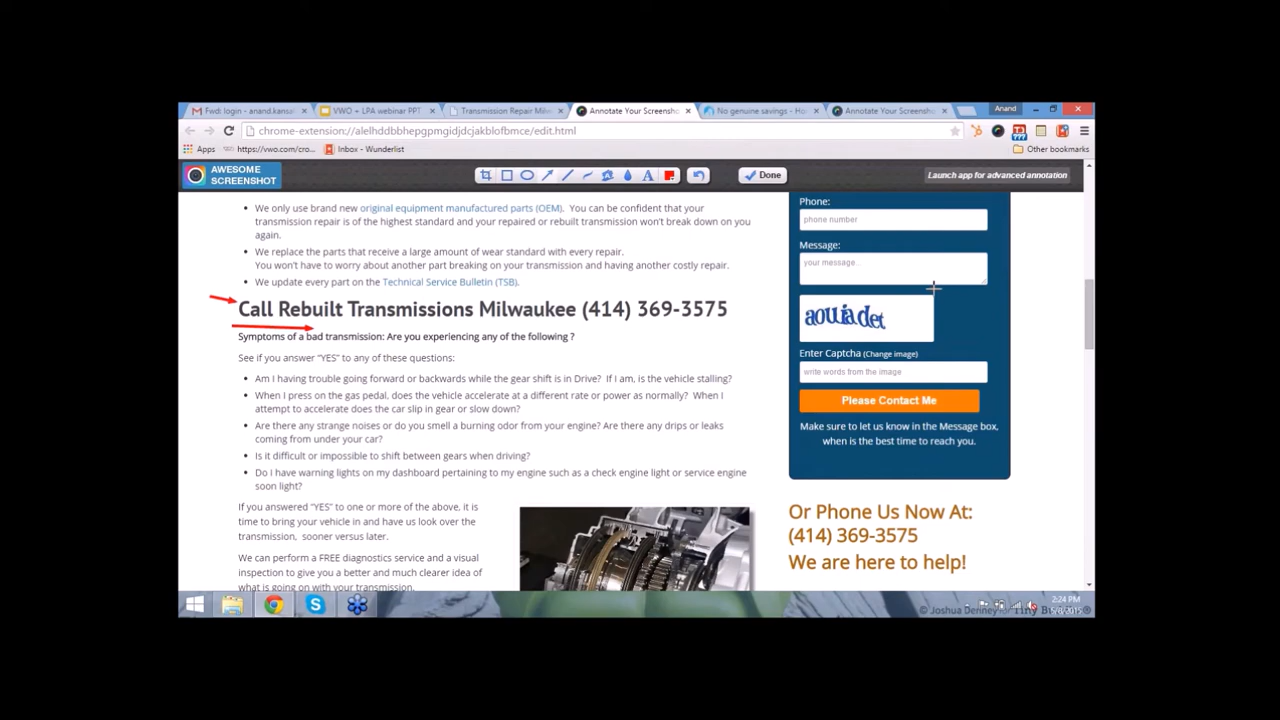 Fwd: login - anand.kansa
VWO + LPA webinar PPT
Transmission Repair Milw
Annotate Your Screensho
No genuine savings - Ho
Annotate Your Screensho
Anand
chrome-extension://alelhddbbhepgpmgidjdcjakblofbmce/edit.html
Apps
https://vwo.com/cro...
Inbox - Wunderlist
Other bookmarks
AWESOME
SCREENSHOT
A
Done
Launch app for advanced annotation
We only use brand new original equipment manufactured parts (OEM). You can be confident that your
transmission repair is of the highest standard and your repaired or rebuilt transmission won't break down on you
again.
We replace the parts that receive a large amount of wear standard with every repair.
You won't have to worry about another part breaking on your transmission and having another costly repair.
We update every part on the Technical Service Bulletin (TSB).
Call Rebuilt Transmissions Milwaukee (414) 369-3575
Symptoms of a bad transmission: Are you experiencing any of the following ?
See if you answer "YES" to any of these questions:
Am I having trouble going forward or backwards while the gear shift is in Drive? If I am, is the vehicle stalling?
When I press on the gas pedal, does the vehicle accelerate at a different rate or power as normally? When I
attempt to accelerate does the car slip in gear or slow down?
Are there any strange noises or do you smell a burning odor from your engine? Are there any drips or leaks
coming from under your car?
Is it difficult or impossible to shift between gears when driving?
Do I have warning lights on my dashboard pertaining to my engine such as a check engine light or service engine
soon light?
If you answered "YES" to one or more of the above, it is
time to bring your vehicle in and have us look over the
transmission, sooner versus later.
We can perform a FREE diagnostics service and a visual
inspection to give you a better and much clearer idea of
what is going on with your transmission.
Phone:
phone number
Message:
your message..
Enter Captcha (Change image)
write words from the image
Please Contact Me
Make sure to let us know in the Message box,
when is the best time to reach you.
Or Phone Us Now At:
(414) 369-3575
We are here to help!
2:24 PM
© Joshua Denney for Tiny